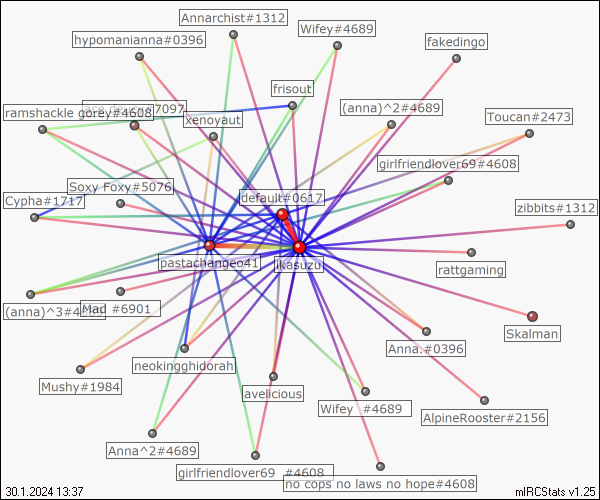 Annarchist#1312
Wifey#4689
hypomanianna#0396
fakedingo
frisout
ramshackle gorey#4608
7097
(anna)^2#4689
Toucan#2473
xenoyaut
girlfriendlover69#4608
Soxy Foxy#5076
default#0617
Cypha#1717
zibbits#1312
pastachangeo41
ikasuzu
rattgaming
(anna)^3#4
Mad #6901
Skalman
Anna.#0396
neokingghidorah
Mushy#1984
avelicious
Wifey #4689
AlpineRooster#2156
Anna^2#4689
girlfriendlover69 #4608
no cops no laws no hope#4608
30.1.2024 13:37
mIRCStats v1.25